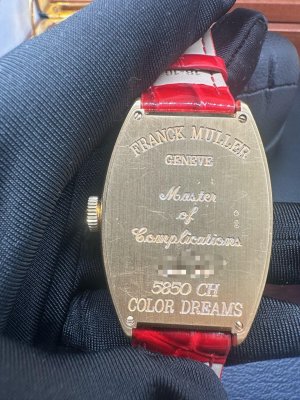 FRANCK MULLER
GENEVE
Master
of
Complications
5850 CH
COLOR DREAMS